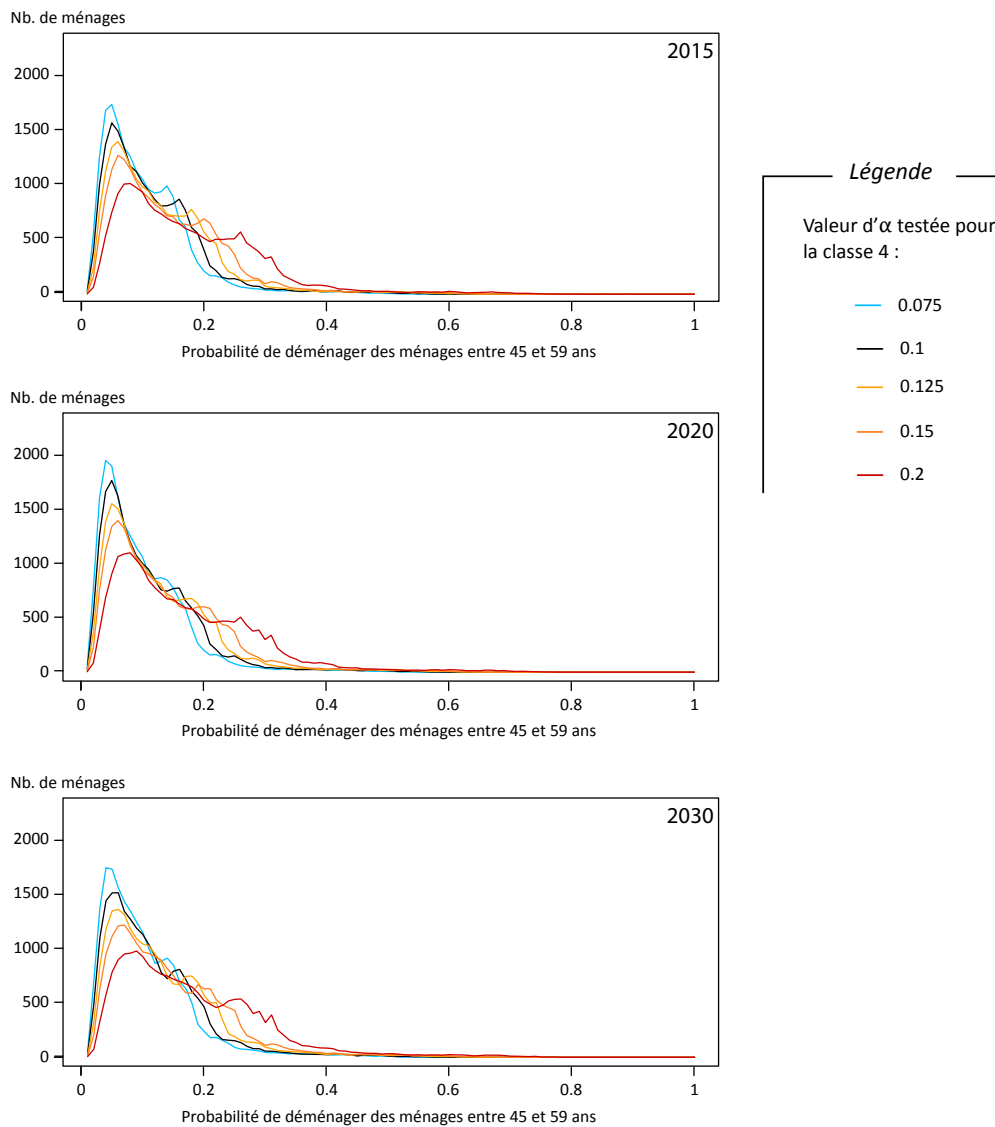 Nb. de ménages
2015
2000
1500
1000
500
0
0 0.2 0.4 0.6 0.8 1
Probabilité de déménager des ménages entre 45 et 59 ans
Légende
Valeur d'α testée pour
la classe 4 :
0.075
0.1
0.125
0.15
0.2
Nb. de ménages
2020
2000
1500
1000
500
0
0 0.2 0.4 0.6 0.8 1
Probabilité de déménager des ménages entre 45 et 59 ans
Nb. de ménages
2030
2000
1500
1000
500
0
0 0.2 0.4 0.6 0.8 1
Probabilité de déménager des ménages entre 45 et 59 ans